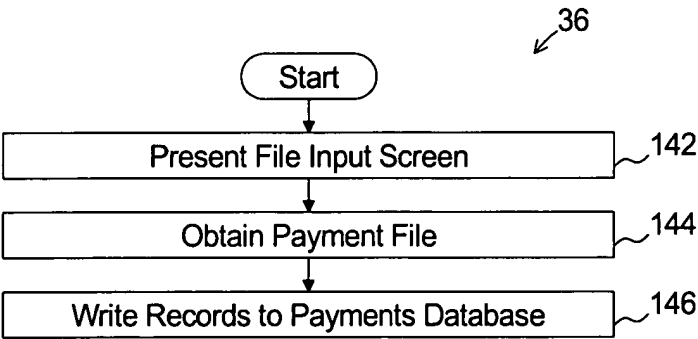 36
Start
Present File Input Screen
142
Obtain Payment File
144
Write Records to Payments Database
146